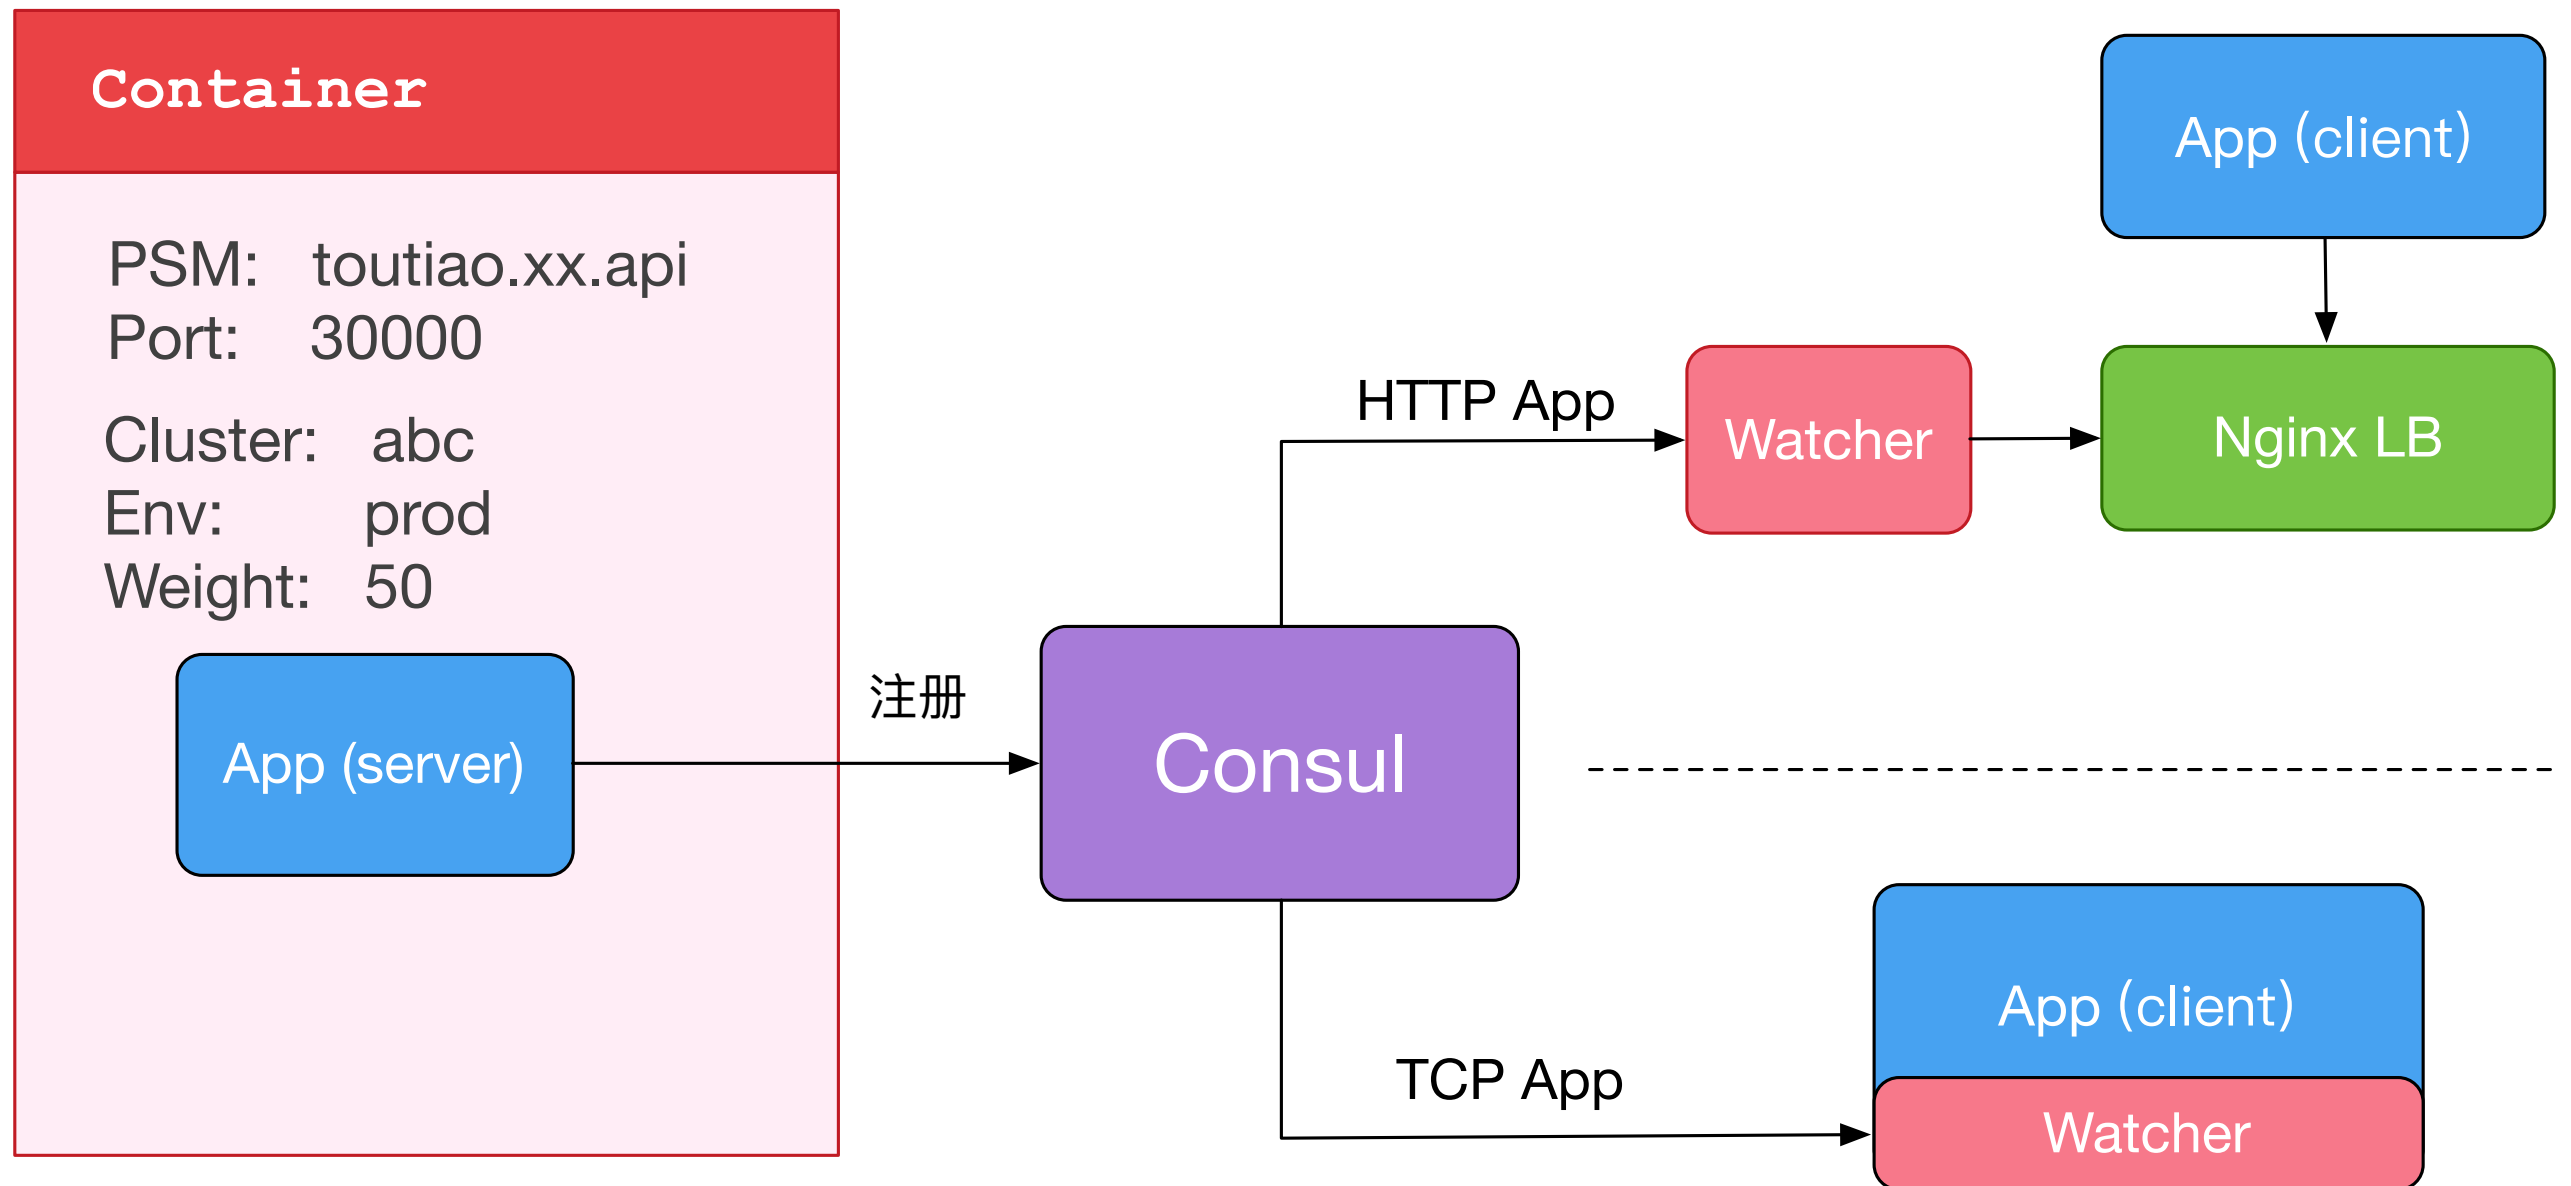 Container
PSM: toutiao.xx.api
Port: 30000
Cluster: abc
Env: prod
Weight: 50
App (server)
注册
Consul
HTTP App
Watcher
Nginx LB
App (client)
TCP App
App (client)
Watcher